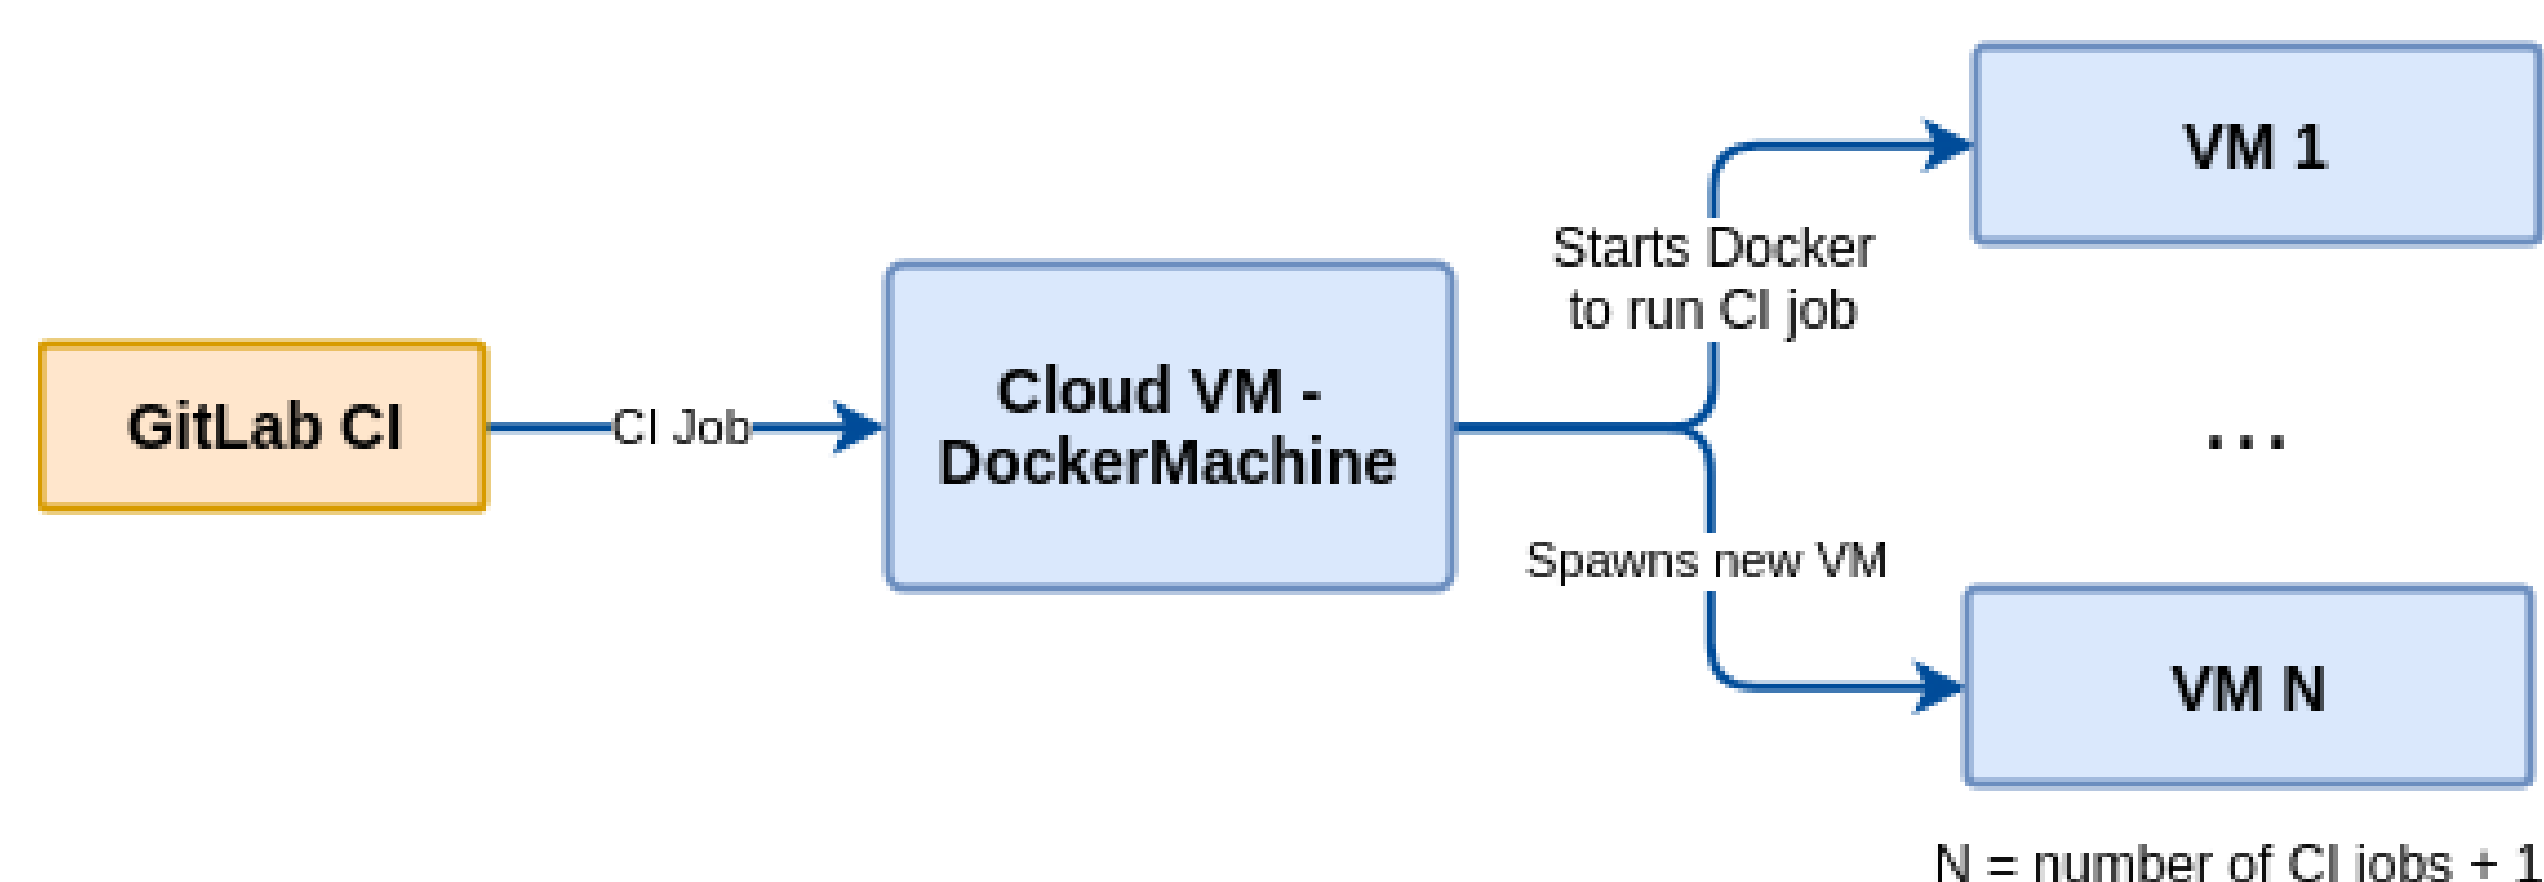 GitLab CI
CI Job
Cloud VM -
DockerMachine
Starts Docker
to run CI job
Spawns new VM
VM 1
...
VM N
N = number of CI jobs + 1